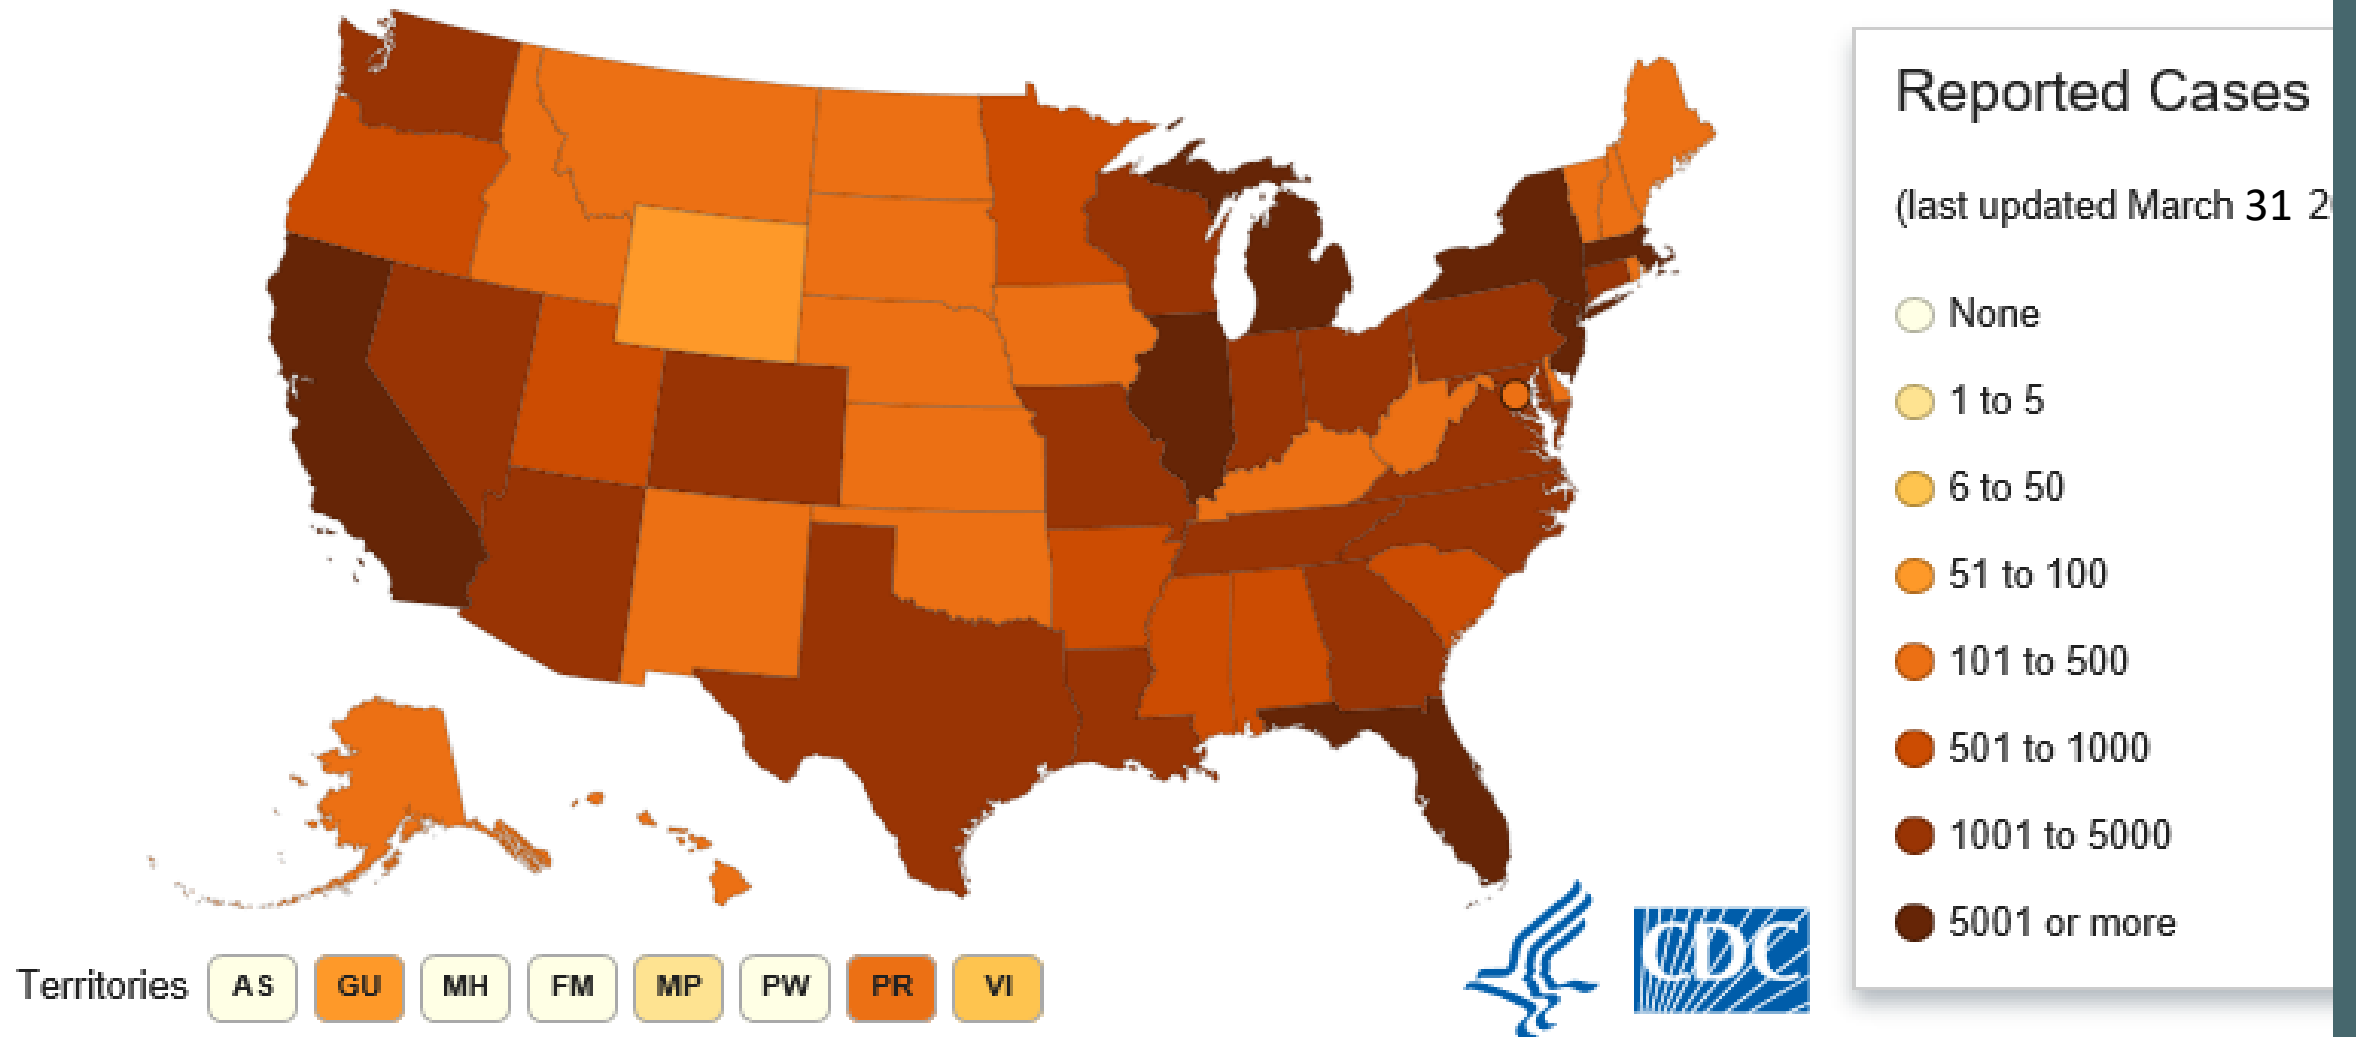 Reported Cases
(last updated March 31 2
None
1 to 5
6 to 50
51 to 100
101 to 500
501 to 1000
1001 to 5000
5001 or more
Territories AS GU MH FM MP PW PR VI
CDC